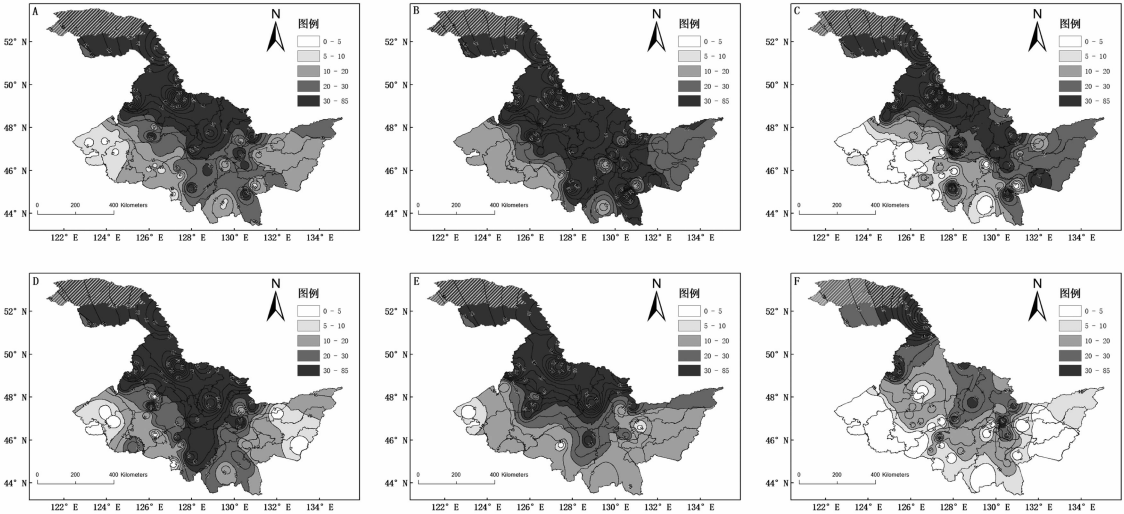 A
N
图例
0 - 5
5 - 10
10 - 20
20 - 30
30 - 85
52° N
50° N
48° N
46° N
44° N
0 200 400 Kilometers
122° E 124° E 126° E 128° E 130° E 132° E 134° E
B
N
图例
0 - 5
5 - 10
10 - 20
20 - 30
30 - 85
52° N
50° N
48° N
46° N
44° N
0 200 400 Kilometers
122° E 124° E 126° E 128° E 130° E 132° E 134° E
C
N
图例
0 - 5
5 - 10
10 - 20
20 - 30
30 - 85
52° N
50° N
48° N
46° N
44° N
0 200 400 Kilometers
122° E 124° E 126° E 128° E 130° E 132° E 134° E
D
N
图例
0 - 5
5 - 10
10 - 20
20 - 30
30 - 85
52° N
50° N
48° N
46° N
44° N
0 200 400 Kilometers
122° E 124° E 126° E 128° E 130° E 132° E 134° E
E
N
图例
0 - 5
5 - 10
10 - 20
20 - 30
30 - 85
52° N
50° N
48° N
46° N
44° N
0 200 400 Kilometers
122° E 124° E 126° E 128° E 130° E 132° E 134° E
F
N
图例
0 - 5
5 - 10
10 - 20
20 - 30
30 - 85
52° N
50° N
48° N
46° N
44° N
0 200 400 Kilometers
122° E 124° E 126° E 128° E 130° E 132° E 134° E